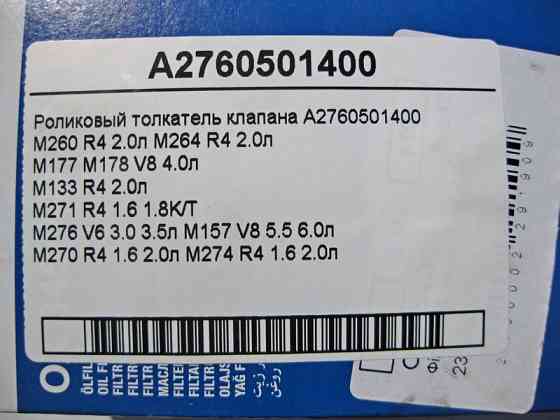 A2760501400
Роликовый толкатель клапана A2760501400
M260 R4 2.0л M264 R4 2.0л
M177 M178 V8 4.0л
M133 R4 2.0л
M271 R4 1.6 1.8K/T
M276 V6 3.0 3.5л M157 V8 5.5 6.0л
M270 R4 1.6 2.0л M274 R4 1.6 2.0л